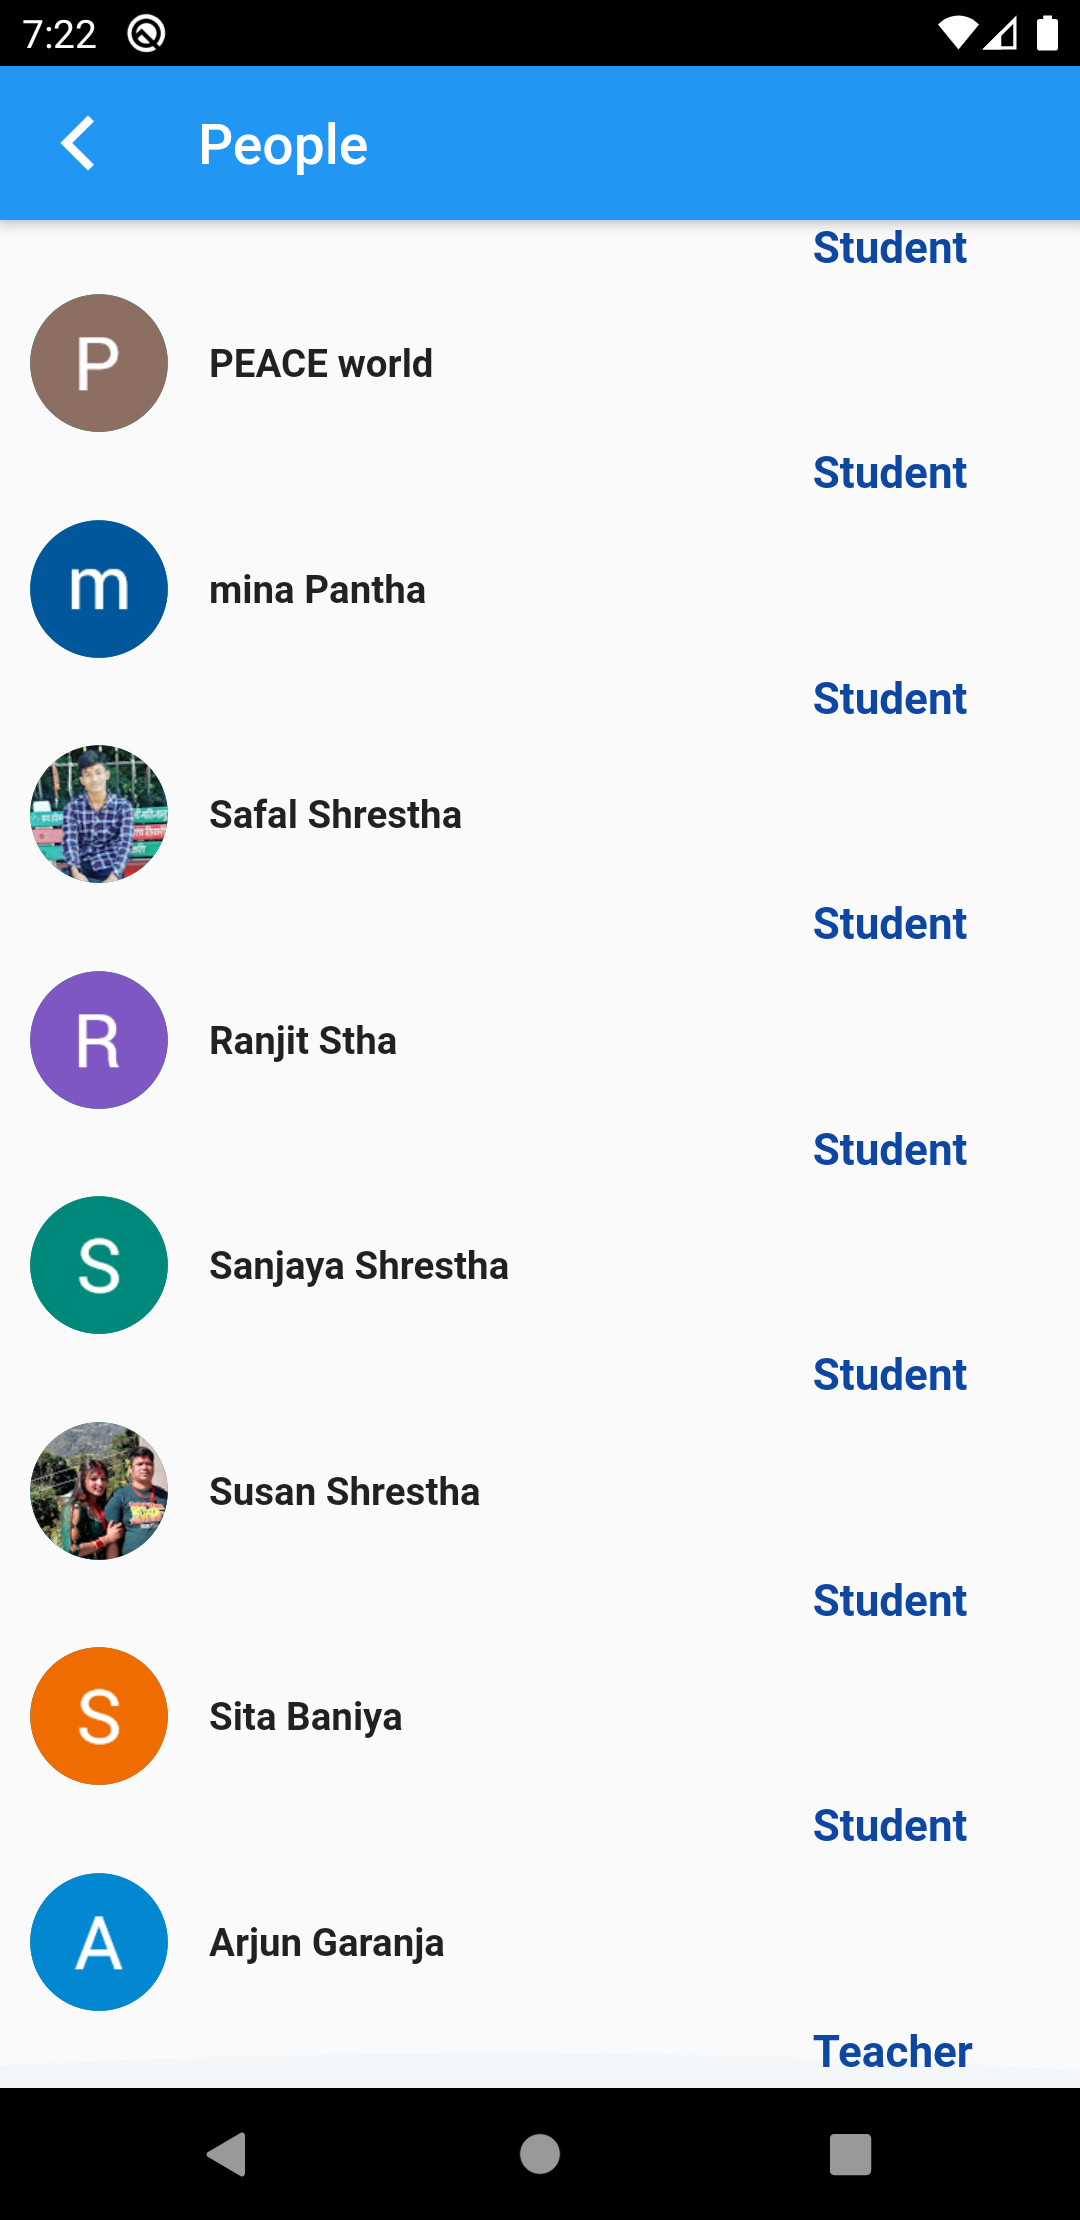 7:22
People
Student
P
PEACE world
Student
m
mina Pantha
Student
Safal Shrestha
Student
R
Ranjit Stha
Student
S
Sanjaya Shrestha
Student
Susan Shrestha
Student
S
Sita Baniya
Student
A
Arjun Garanja
Teacher